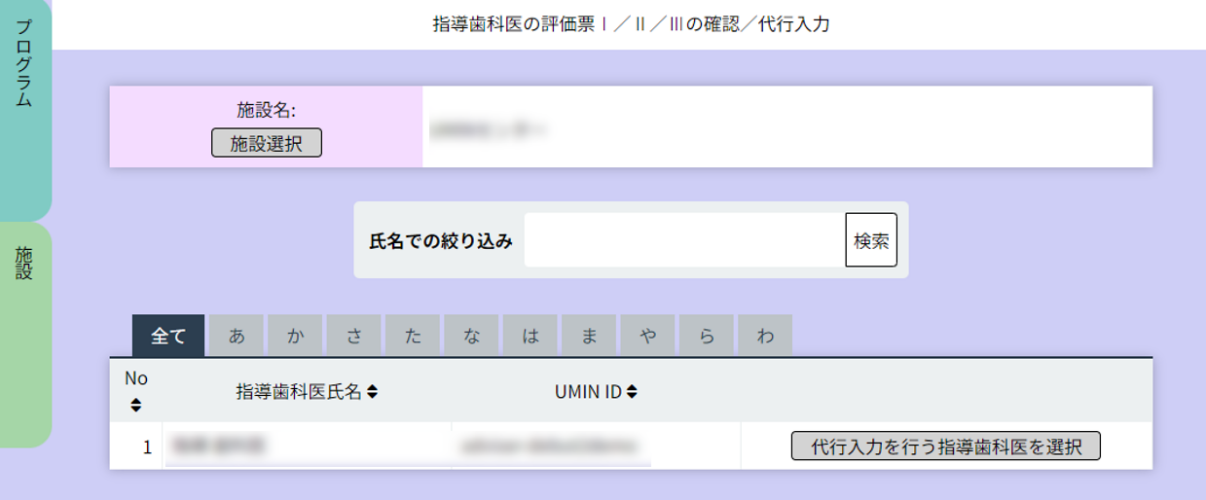 指導歯科医の評価票Ⅰ／Ⅱ／Ⅲの確認／代行入力
プログラム
施設
施設名:
施設選択
氏名での絞り込み
検索
全て あ か さ た な は ま や ら わ
No 指導歯科医氏名 UMIN ID
1 代行入力を行う指導歯科医を選択